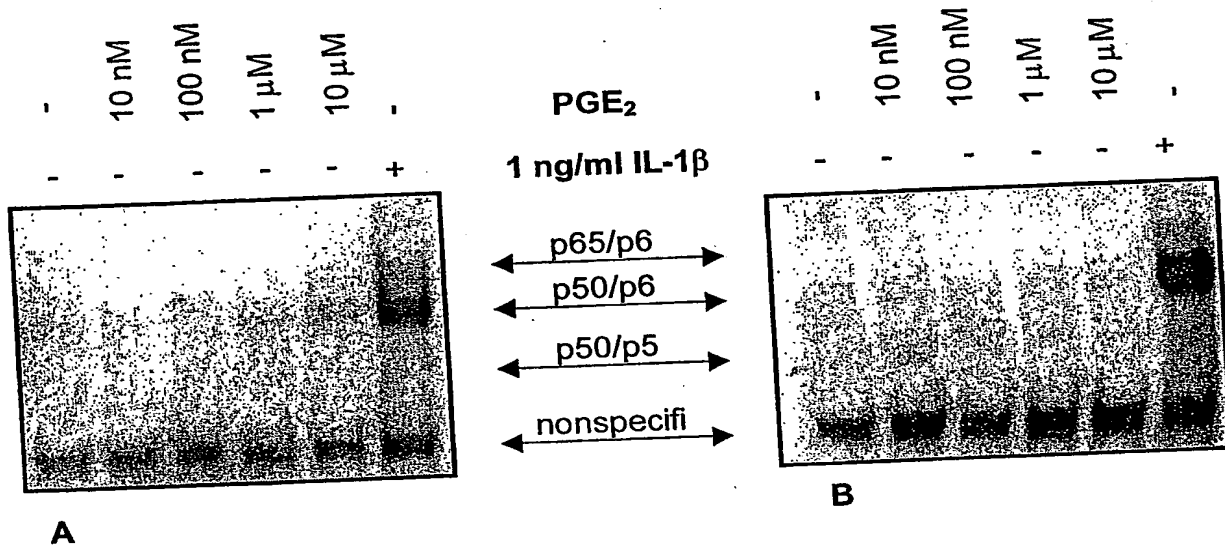 - 10 nM 100 nM 1 µM 10 µM - PGE₂ - 10 nM 100 nM 1 µM 10 µM -
- - - - - + 1 ng/ml IL-1β - - - - - +
p65/p6
p50/p6
p50/p5
nonspecifi
A B